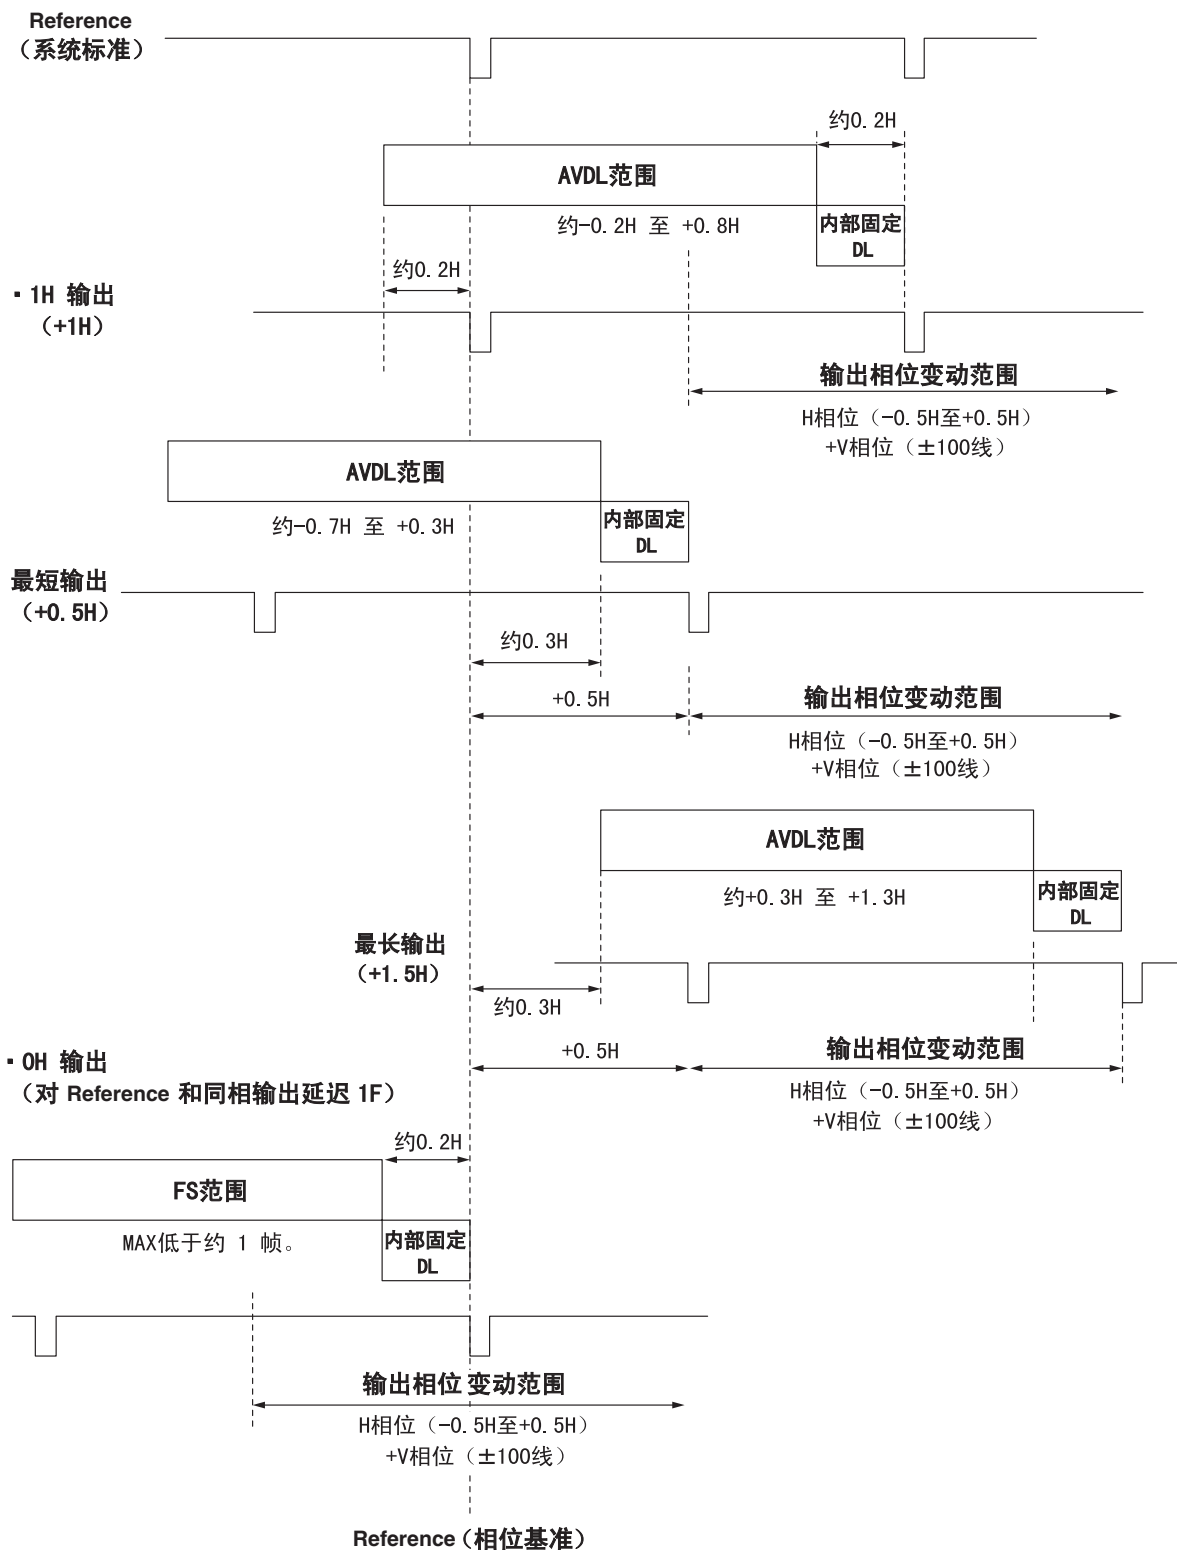 Reference
（系统标准）
约0.2H
AVDL范围
约-0.2H 至 +0.8H
内部固定
DL
约0.2H
▪ 1H 输出
（+1H）
输出相位变动范围
H相位（-0.5H至+0.5H）
+V相位（±100线）
AVDL范围
约-0.7H 至 +0.3H
内部固定
DL
最短输出
（+0.5H）
约0.3H
+0.5H
输出相位变动范围
H相位（-0.5H至+0.5H）
+V相位（±100线）
AVDL范围
约+0.3H 至 +1.3H
内部固定
DL
最长输出
（+1.5H）
约0.3H
+0.5H
输出相位变动范围
H相位（-0.5H至+0.5H）
+V相位（±100线）
▪ 0H 输出
（对 Reference 和同相输出延迟 1F）
约0.2H
FS范围
MAX低于约 1 帧。
内部固定
DL
输出相位 变动范围
H相位（-0.5H至+0.5H）
+V相位（±100线）
Reference（相位基准）